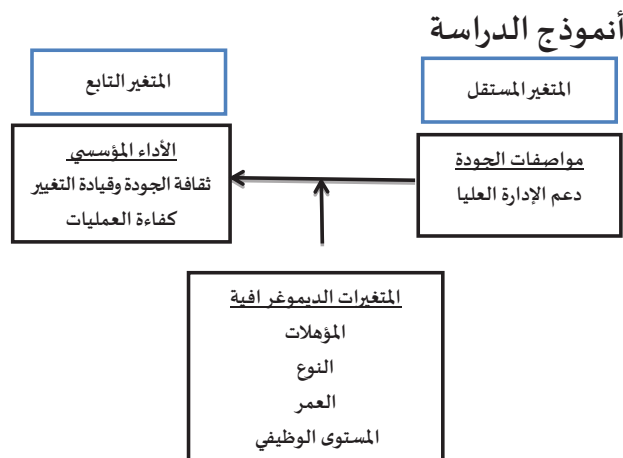 أنموذج الدراسة
المتغير المستقل
المتغير التابع
مواصفات الجودة
دعم الإدارة العليا
الأداء المؤسسي
ثقافة الجودة وقيادة التغيير
كفاءة العمليات
المتغيرات الديموغرافية
المؤهلات
النوع
العمر
المستوى الوظيفي